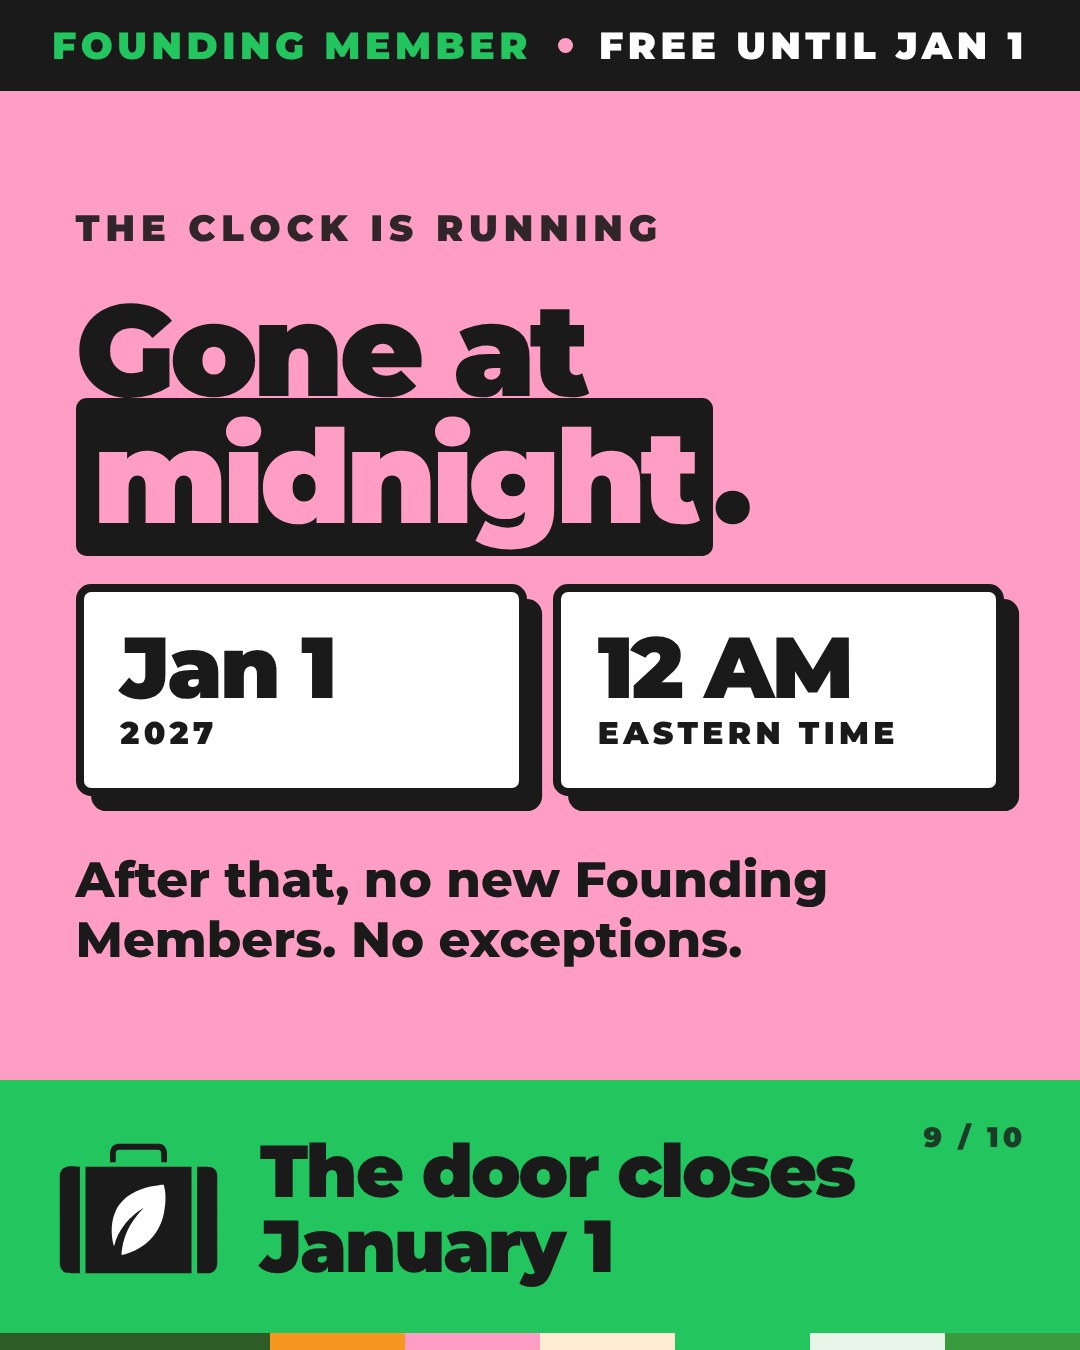 FOUNDING MEMBER • FREE UNTIL JAN 1
THE CLOCK IS RUNNING
Gone at
midnight.
Jan 1
2027
12 AM
EASTERN TIME
After that, no new Founding
Members. No exceptions.
9 / 10
The door closes
January 1